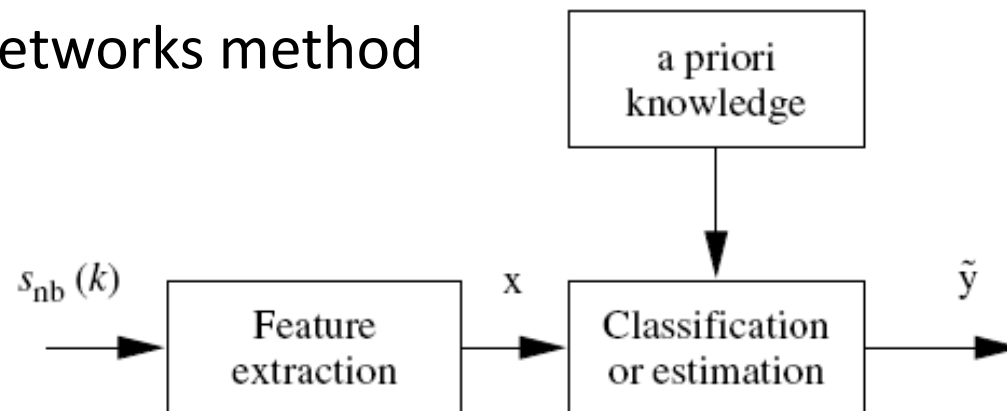 etworks method
a priori
knowledge
s_nb (k)
x
ỹ
Feature
extraction
Classification
or estimation